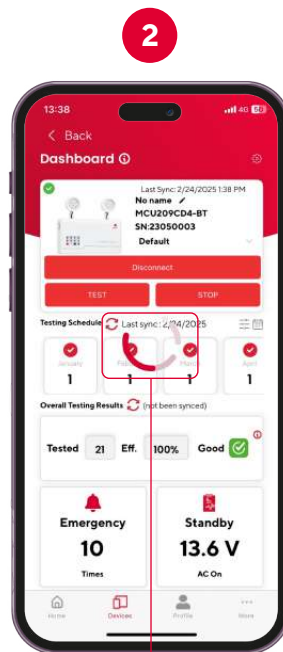 2
13:38
4G 50
Back
Dashboard
Last Sync: 2/24/2025 1:38 PM
No name
MCU209CD4-BT
SN:23050003
Default
Disconnect
TEST STOP
Testing Schedule Last sync: 2/24/2025
January February March April
1 1 1 1
Overall Testing Results (not been synced)
Tested 21 Eff. 100% Good
Emergency Standby
10 13.6 V
Times AC On
Home Devices Profile More